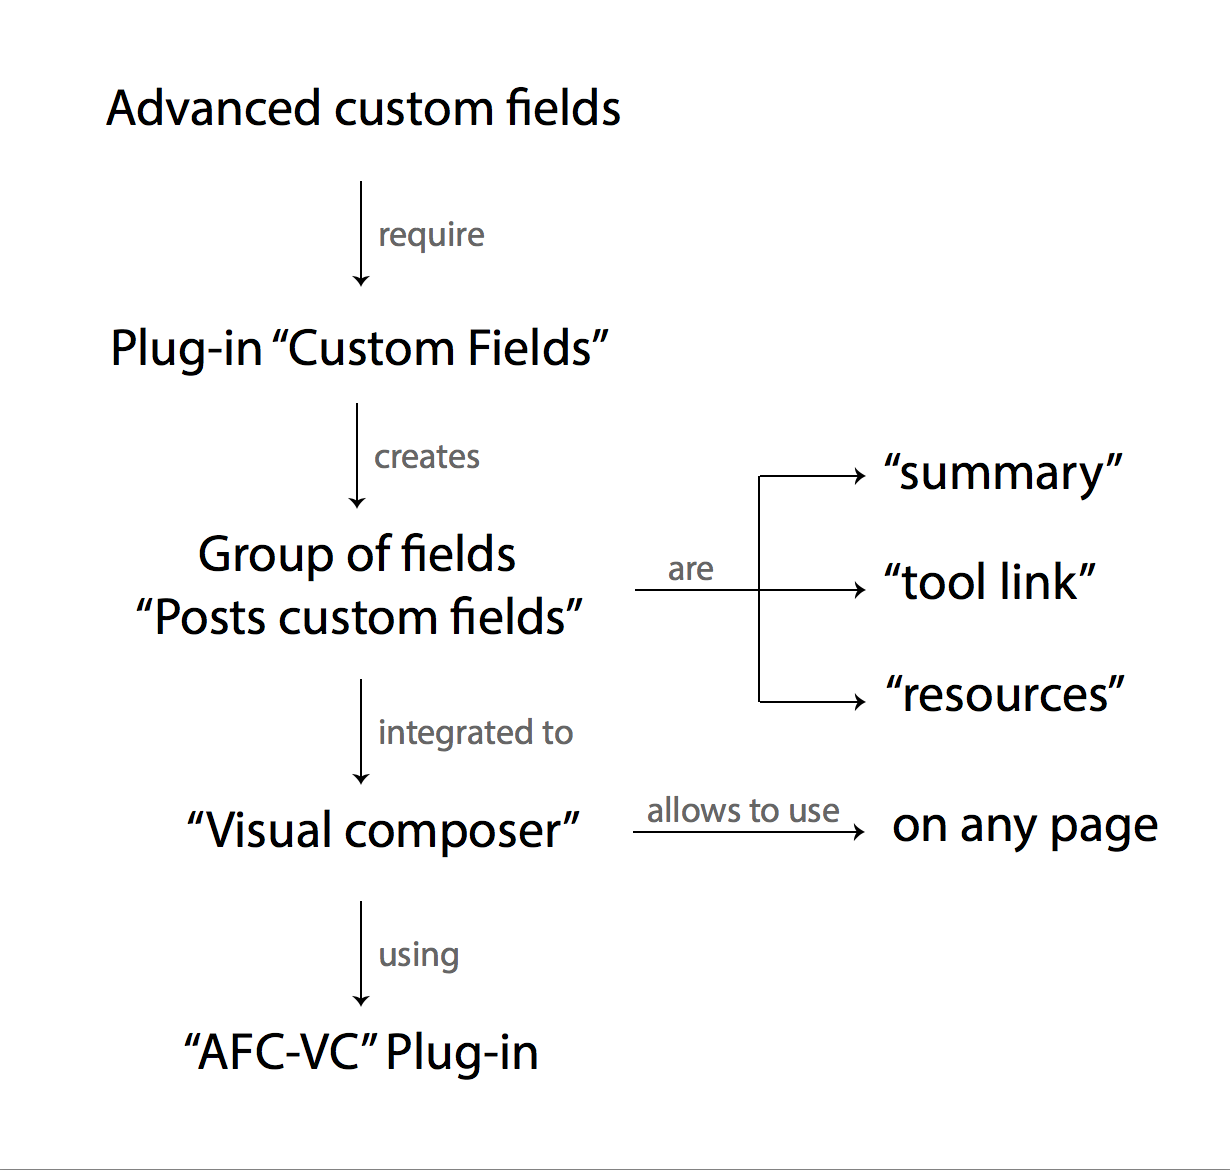 Advanced custom fields
require
Plug-in “Custom Fields”
creates
Group of fields
“Posts custom fields”
are
“summary”
“tool link”
“resources”
integrated to
“Visual composer”
allows to use
on any page
using
“AFC-VC” Plug-in